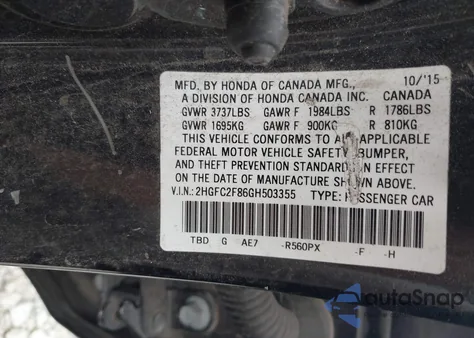 MFD. BY HONDA OF CANADA MFG., 10/'15
A DIVISION OF HONDA CANADA INC. CANADA
GVWR 3737LBS GAWR F 1984LBS R 1786LBS
GVWR 1695KG GAWR F 900KG R 810KG
THIS VEHICLE CONFORMS TO ALL APPLICABLE
FEDERAL MOTOR VEHICLE SAFETY, BUMPER,
AND THEFT PREVENTION STANDARDS IN EFFECT
ON THE DATE OF MANUFACTURE SHOWN ABOVE.
V.I.N.: 2HGFC2F86GH503355 TYPE: PASSENGER CAR
TBD G AE7 -R560PX -F -H
autoSnap